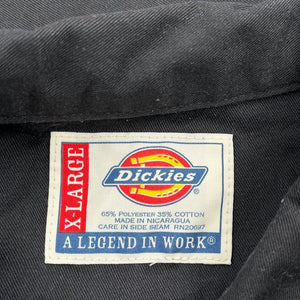 X-LARGE
Dickies®
65% POLYESTER 35% COTTON
MADE IN NICARAGUA
CARE IN SIDE SEAM RN20697
A LEGEND IN WORK®